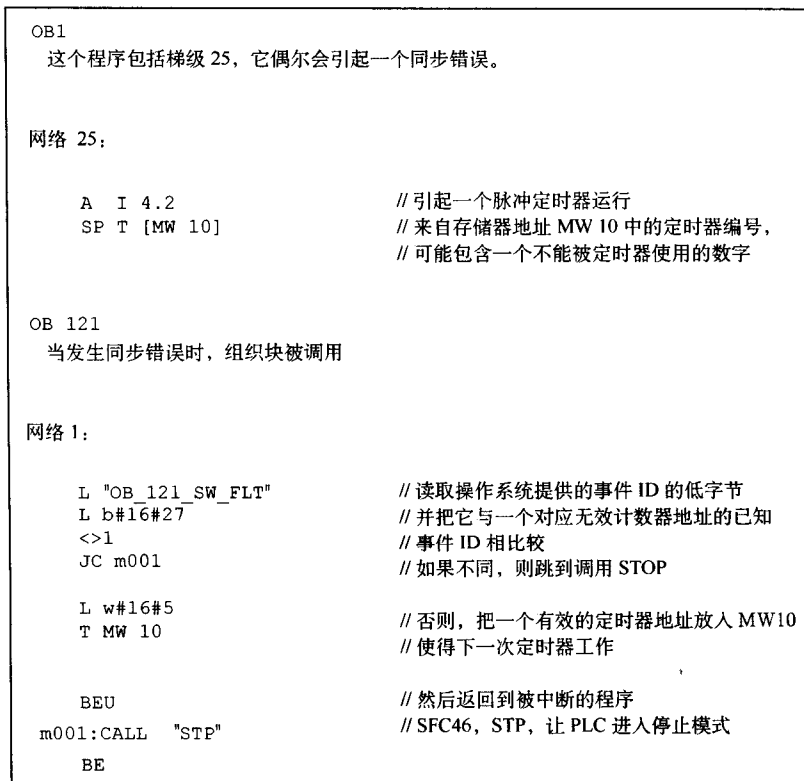 OB1
这个程序包括梯级 25，它偶尔会引起一个同步错误。
网络 25：
A I 4.2 // 引起一个脉冲定时器运行
SP T [MW 10] // 来自存储器地址 MW 10 中的定时器编号，
// 可能包含一个不能被定时器使用的数字
OB 121
当发生同步错误时，组织块被调用
网络 1：
L "OB_121_SW_FLT" // 读取操作系统提供的事件 ID 的低字节
L b#16#27 // 并把它与一个对应无效计数器地址的已知
<>1 // 事件 ID 相比较
JC m001 // 如果不同，则跳到调用 STOP
L w#16#5 // 否则，把一个有效的定时器地址放入 MW10
T MW 10 // 使得下一次定时器工作
BEU // 然后返回到被中断的程序
m001:CALL "STP" // SFC46，STP，让 PLC 进入停止模式
BE